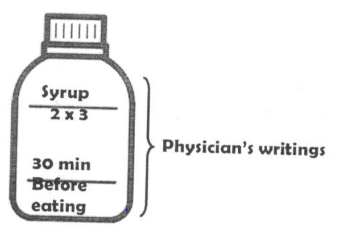 Syrup
2 x 3
30 min
Before
eating
Physician's writings